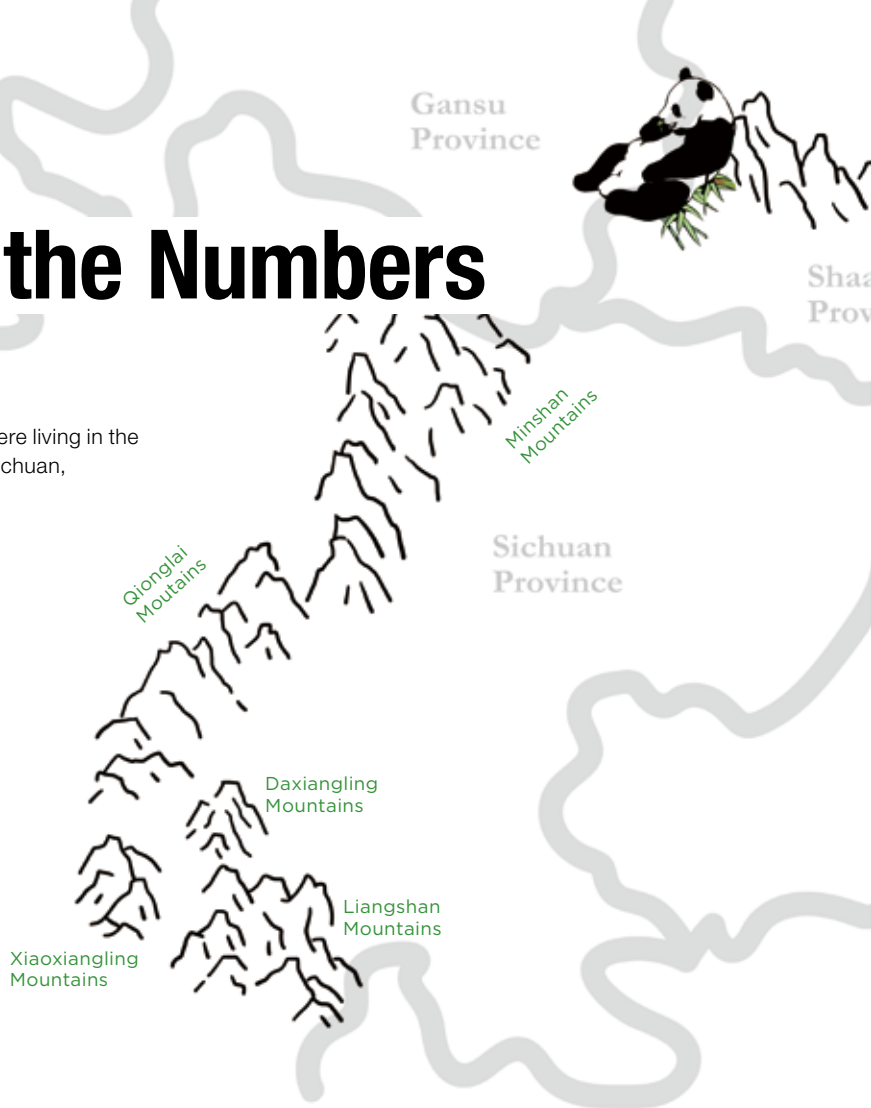 Gansu
Province
the Numbers
Shaa
Prov
Minshan
Mountains
ere living in the
chuan,
Sichuan
Province
Qionglai
Moutains
Daxiangling
Mountains
Liangshan
Mountains
Xiaoxiangling
Mountains